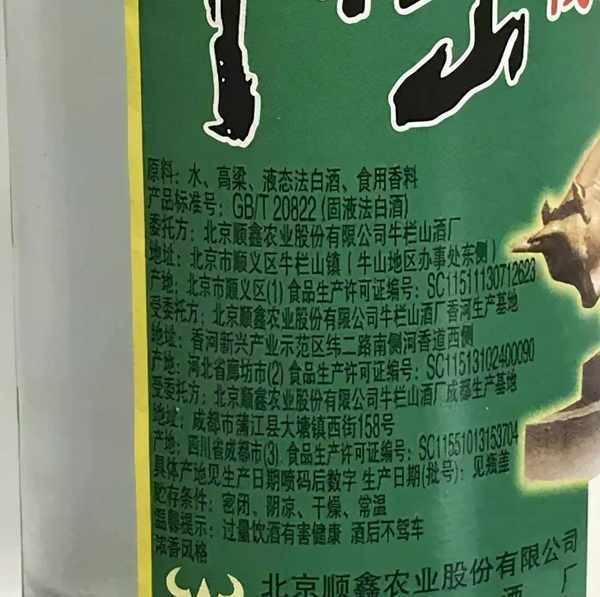 原料：水、高粱、液态法白酒、食用香料
产品标准号：GB/T 20822 (固液法白酒)
委托方：北京顺鑫农业股份有限公司牛栏山酒厂
地址：北京市顺义区牛栏山镇（牛山地区办事处东侧）
产地：北京市顺义区(1) 食品生产许可证编号：SC11511130712623
受委托方：北京顺鑫农业股份有限公司牛栏山酒厂香河生产基地
地址：香河新兴产业示范区纬二路南侧河香道西侧
产地：河北省廊坊市(2) 食品生产许可证编号：SC11513102400090
受委托方：北京顺鑫农业股份有限公司牛栏山酒厂成都生产基地
地址：成都市蒲江县大塘镇西街158号
产地：四川省成都市(3) 食品生产许可证编号：SC11551013153704
具体产地见生产日期喷码后数字 生产日期(批号)：见瓶盖
贮存条件：密闭、阴凉、干燥、常温
温馨提示：过量饮酒有害健康 酒后不驾车
浓香风格
北京顺鑫农业股份有限公司
酒
厂